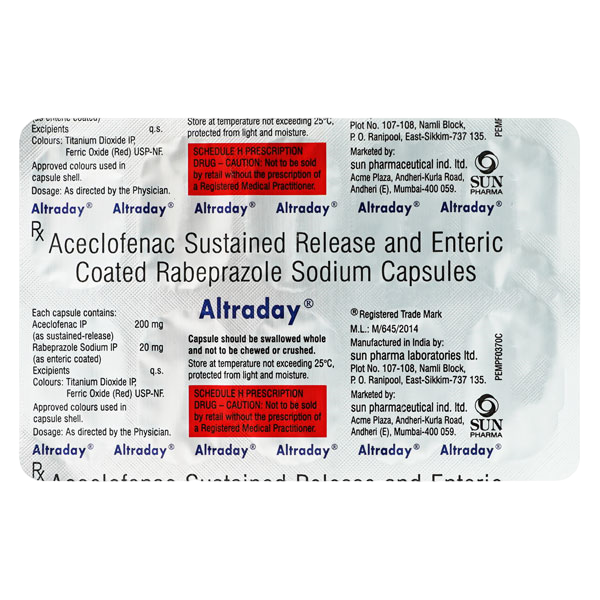 (as enteric coated)
Excipients q.s.
Colours: Titanium Dioxide IP,
Ferric Oxide (Red) USP-NF.
Approved colours used in
capsule shell.
Dosage: As directed by the Physician.
Store at temperature not exceeding 25°C,
protected from light and moisture.
SCHEDULE H PRESCRIPTION
DRUG – CAUTION: Not to be sold
by retail without the prescription of
a Registered Medical Practitioner.
Plot No. 107-108, Namli Block,
P. O. Ranipool, East-Sikkim-737 135.
Marketed by:
sun pharmaceutical ind. ltd.
Acme Plaza, Andheri-Kurla Road,
Andheri (E), Mumbai-400 059.
SUN
PHARMA
Altraday® Altraday® Altraday® Altraday® Altraday® Altraday®
Rx Aceclofenac Sustained Release and Enteric
Coated Rabeprazole Sodium Capsules
Each capsule contains:
Aceclofenac IP 200 mg
(as sustained-release)
Rabeprazole Sodium IP 20 mg
(as enteric coated)
Excipients q.s.
Colours: Titanium Dioxide IP,
Ferric Oxide (Red) USP-NF.
Approved colours used in
capsule shell.
Dosage: As directed by the Physician.
Altraday®
Capsule should be swallowed whole
and not to be chewed or crushed.
Store at temperature not exceeding 25°C,
protected from light and moisture.
SCHEDULE H PRESCRIPTION
DRUG – CAUTION: Not to be sold
by retail without the prescription of
a Registered Medical Practitioner.
®Registered Trade Mark
M.L.: M/645/2014
Manufactured in India by:
sun pharma laboratories ltd.
Plot No. 107-108, Namli Block,
P. O. Ranipool, East-Sikkim-737 135.
Marketed by:
sun pharmaceutical ind. ltd.
Acme Plaza, Andheri-Kurla Road,
Andheri (E), Mumbai-400 059.
PEMPF0370C
SUN
PHARMA
Altraday® Altraday® Altraday® Altraday® Altraday® Altraday®
Rx Aceclofenac Sustained Release and Enteric